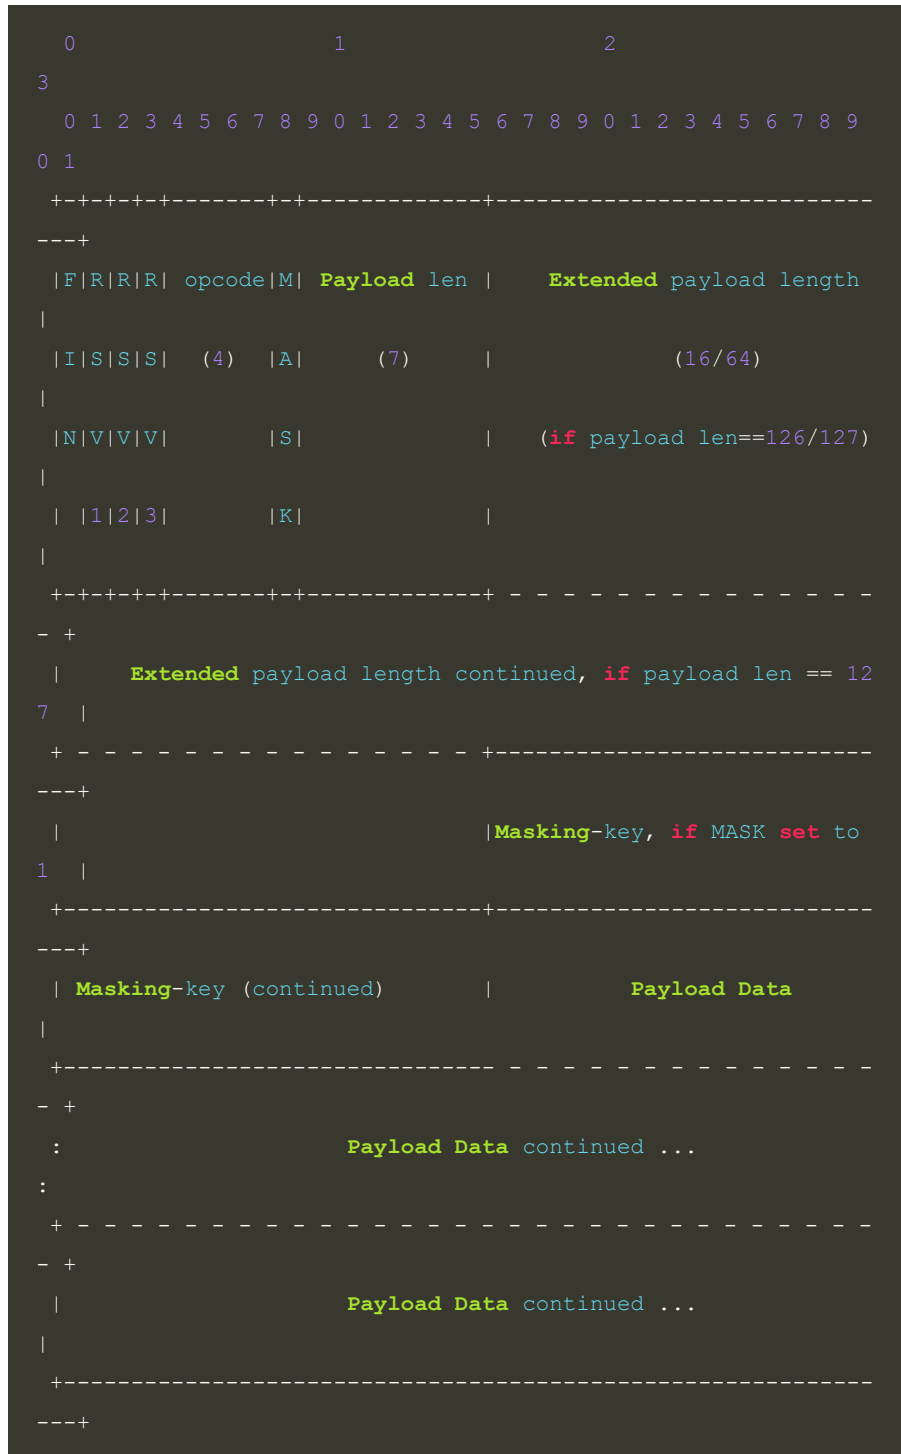 0                   1                   2
3
  0 1 2 3 4 5 6 7 8 9 0 1 2 3 4 5 6 7 8 9 0 1 2 3 4 5 6 7 8 9
0 1
 +-+-+-+-+-------+-+-------------+----------------------------
---+
 |F|R|R|R| opcode|M| Payload len |    Extended payload length
|
 |I|S|S|S|  (4)  |A|     (7)     |             (16/64)
|
 |N|V|V|V|       |S|             |   (if payload len==126/127)
|
 | |1|2|3|       |K|             |
|
 +-+-+-+-+-------+-+-------------+ - - - - - - - - - - - - - -
- +
 |     Extended payload length continued, if payload len == 12
7  |
 + - - - - - - - - - - - - - - - +----------------------------
---+
 |                               |Masking-key, if MASK set to
1  |
 +-------------------------------+----------------------------
---+
 | Masking-key (continued)       |          Payload Data
|
 +-------------------------------- - - - - - - - - - - - - - -
- +
 :                     Payload Data continued ...
:
 + - - - - - - - - - - - - - - - - - - - - - - - - - - - - - -
- +
 |                     Payload Data continued ...
|
 +------------------------------------------------------------
---+